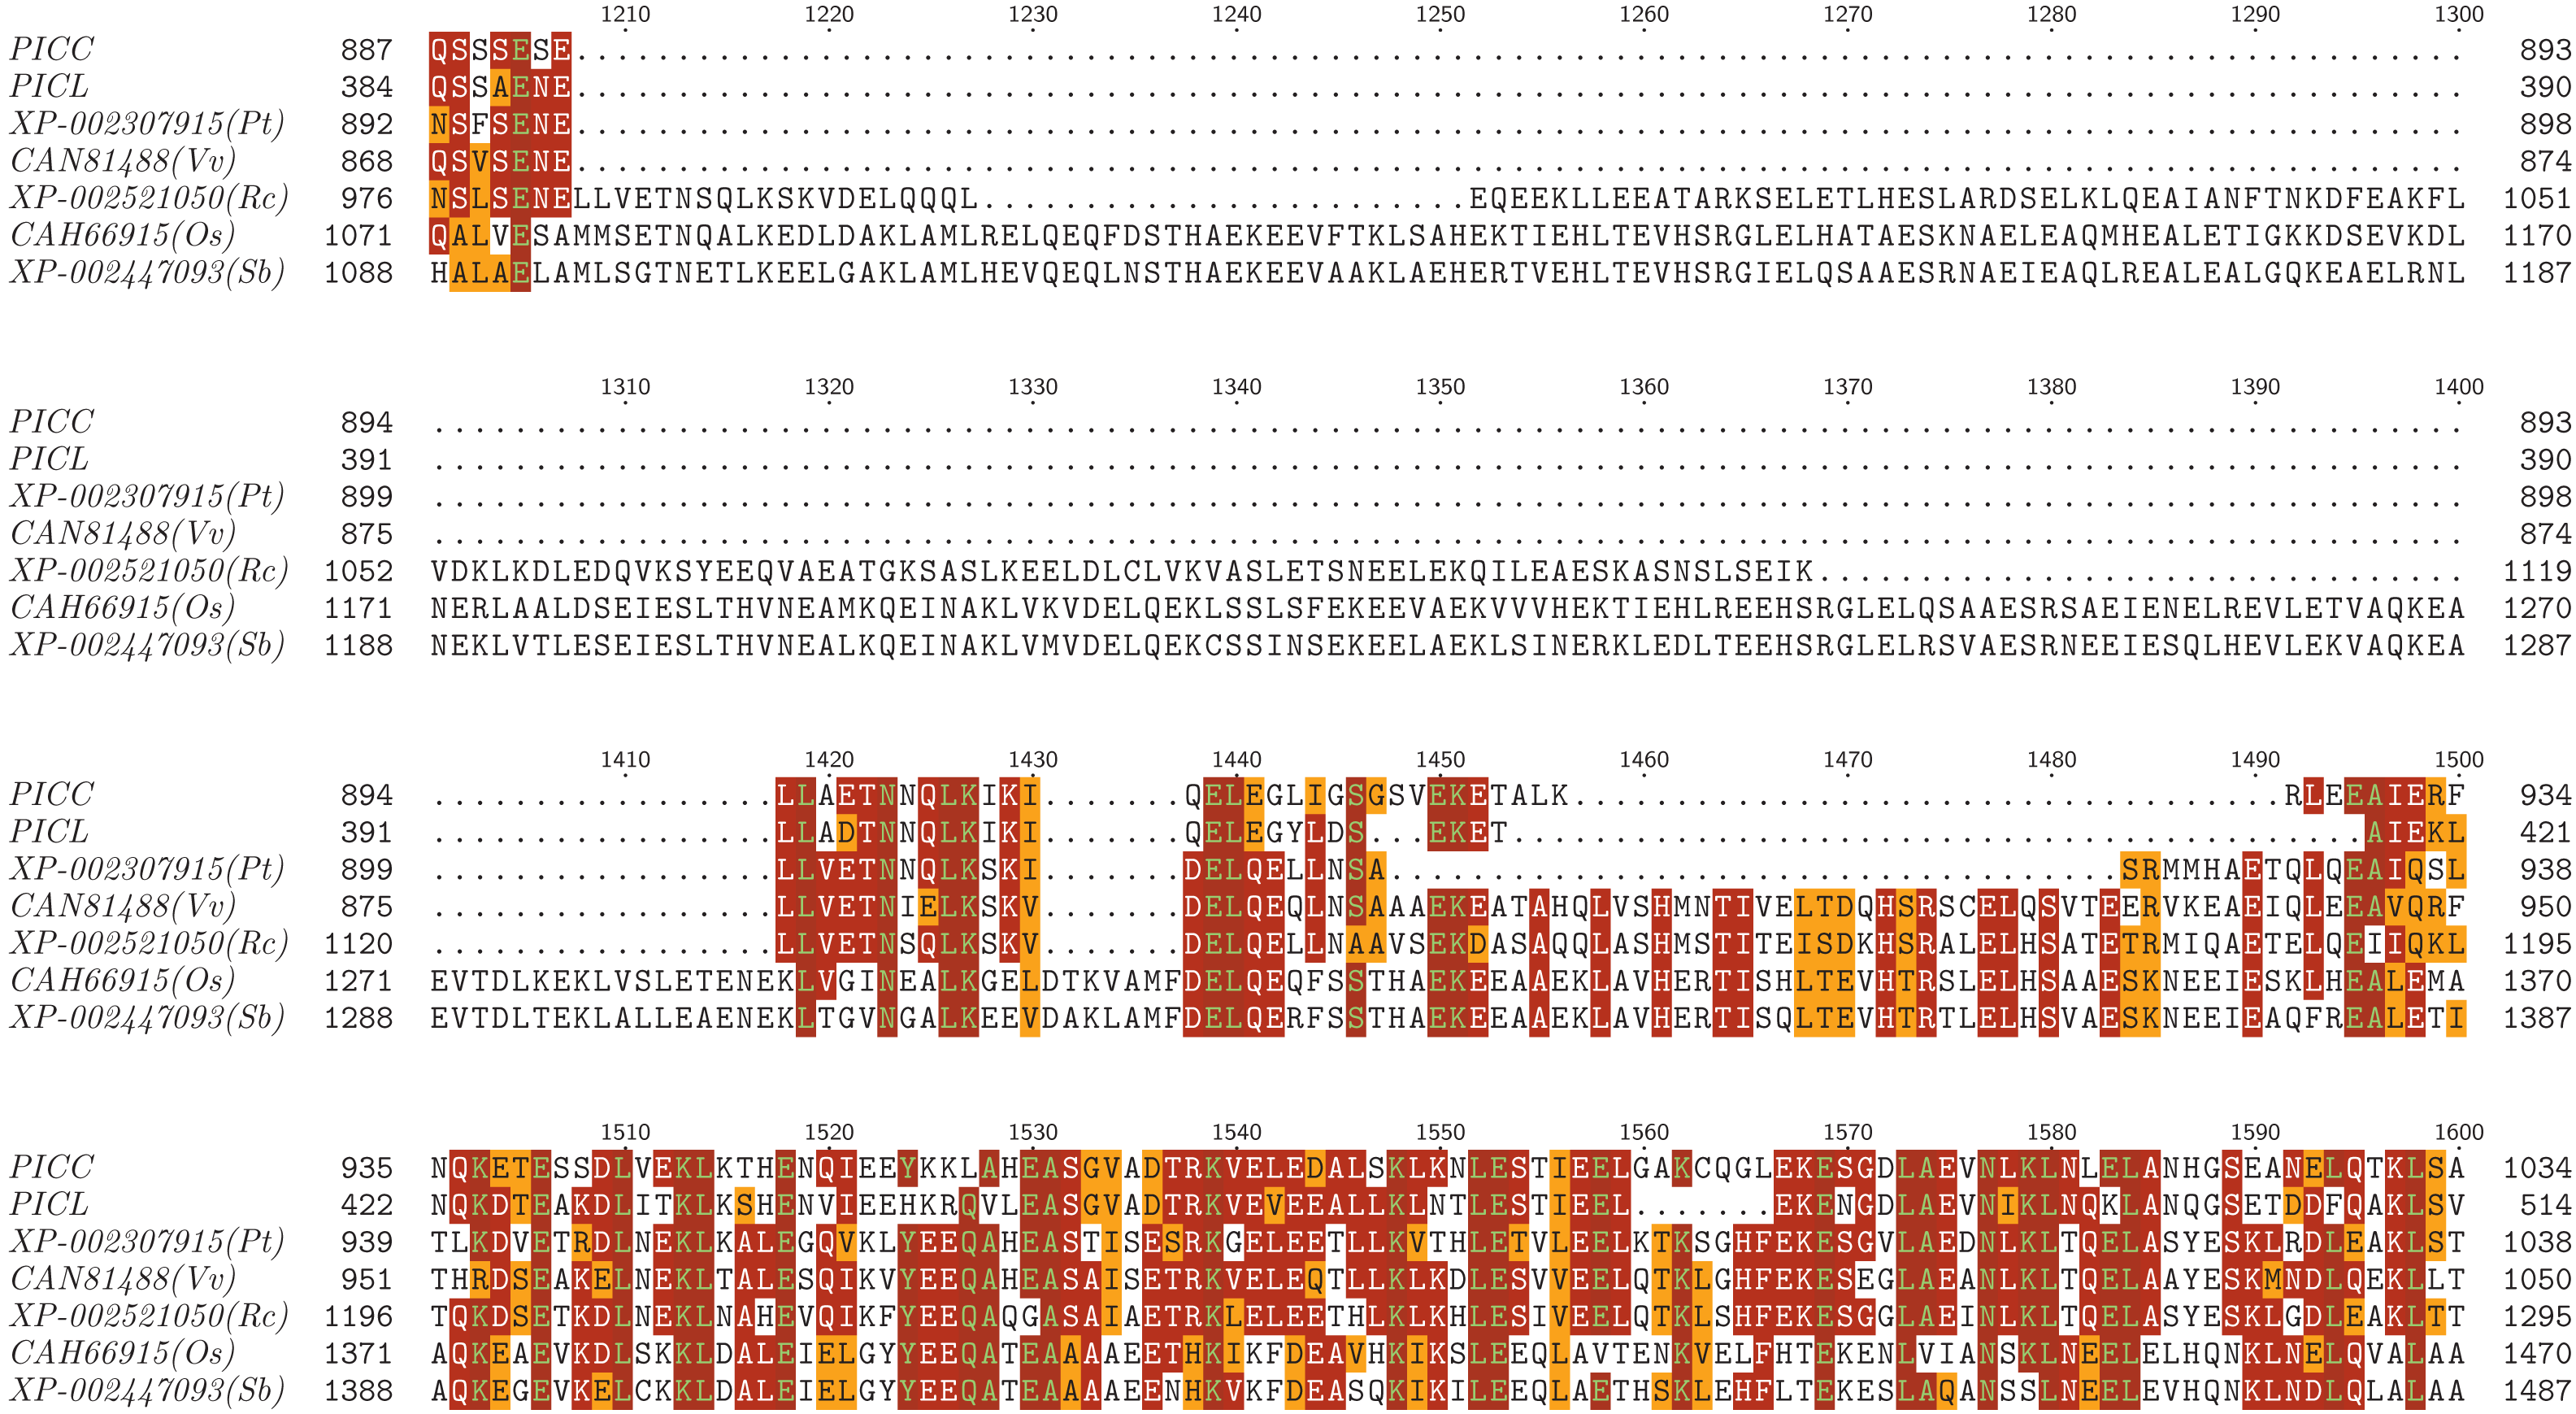 1210 1220 1230 1240 1250 1260 1270 1280 1290 1300
PICC 887 QSSSESE............................................................................................. 893
PICL 384 QSSAENE............................................................................................. 390
XP-002307915(Pt) 892 NSFSENE............................................................................................. 898
CAN81488(Vv) 868 QSVSENE............................................................................................. 874
XP-002521050(Rc) 976 NSLSENELLVETNSQLKSKVDELQQQL........................EQEEKLLEEATARKSELETLHESLARDSELKLQEAIANFTNKDFEAKFL 1051
CAH66915(Os) 1071 QALVESAMMSETNQALKEDLDAKLAMLRELQEQFDSTHAEKEEVFTKLSAHEKTIEHLTEVHSRGLELHATAESKNAELEAQMHEALETIGKKDSEVKDL 1170
XP-002447093(Sb) 1088 HALAELAMLSGTNETLKEELGAKLAMLHEVQEQLNSTHAEKEEVAAKLAEHERTVEHLTEVHSRGIELQSAAESRNAEIEAQLREALEALGQKEAELRNL 1187
1310 1320 1330 1340 1350 1360 1370 1380 1390 1400
PICC 894 .................................................................................................... 893
PICL 391 .................................................................................................... 390
XP-002307915(Pt) 899 .................................................................................................... 898
CAN81488(Vv) 875 .................................................................................................... 874
XP-002521050(Rc) 1052 VDKLKDLEDQVKSYEEQVAEATGKSASLKEELDLCLVKVASLETSNEELEKQILEAESKASNSLSEIK................................ 1119
CAH66915(Os) 1171 NERLAALDSEIESLTHVNEAMKQEINAKLVKVDELQEKLSSLSFEKEEVAEKVVVHEKTIEHLREEHSRGLELQSAAESRSAEIENELREVLETVAQKEA 1270
XP-002447093(Sb) 1188 NEKLVTLESEIESLTHVNEALKQEINAKLVMVDELQEKCSSINSEKEELAEKLSINERKLEDLTEEHSRGLELRSVAESRNEEIESQLHEVLEKVAQKEA 1287
1410 1420 1430 1440 1450 1460 1470 1480 1490 1500
PICC 894 .................LLAETNNQLKIKI.......QELEGLIGSGSVEKETALK...................................RLEEAIERF 934
PICL 391 .................LLADTNNQLKIKI.......QELEGYLDS...EKET..........................................AIEKL 421
XP-002307915(Pt) 899 .................LLVETNNQLKSKI.......DELQELLNSA....................................SRMMHAETQLQEAIQSL 938
CAN81488(Vv) 875 .................LLVETNIELKSKV.......DELQEQLNSAAAEKEATAHQLVSHMNTIVELTDQHSRSCELQSVTEERVKEAEIQLEEAVQRF 950
XP-002521050(Rc) 1120 .................LLVETNSQLKSKV.......DELQELLNAAVSEKDASAQQLASHMSTITEISDKHSRALELHSATETRMIQAETELQEIIQKL 1195
CAH66915(Os) 1271 EVTDLKEKLVSLETENEKLVGINEALKGELDTKVAMFDELQEQFSSTHAEKEEAAEKLAVHERTISHLTEVHTRSLELHSAAESKNEEIESKLHEALEMA 1370
XP-002447093(Sb) 1288 EVTDLTEKLALLEAENEKLTGVNGALKEEVDAKLAMFDELQERFSSTHAEKEEAAEKLAVHERTISQLTEVHTRTLELHSVAESKNEEIEAQFREALETI 1387
1510 1520 1530 1540 1550 1560 1570 1580 1590 1600
PICC 935 NQKETESSDLVEKLKTHENQIEEYKKLAHEASGVADTRKVELEDALSKLKNLESTIEELGAKCQGLEKESGDLAEVNLKLNLELANHGSEANELQTKLSA 1034
PICL 422 NQKDTEAKDLITKLKSHENVIEEHKRQVLEASGVADTRKVEVEEALLKLNTLESTIEEL.......EKENGDLAEVNIKLNQKLANQGSETDDFQAKLSV 514
XP-002307915(Pt) 939 TLKDVETRDLNEKLKALEGQVKLYEEQAHEASTISESRKGELEETLLKVTHLETVLEELKTKSGHFEKESGVLAEDNLKLTQELASYESKLRDLEAKLST 1038
CAN81488(Vv) 951 THRDSEAKELNEKLTALESQIKVYEEQAHEASAISETRKVELEQTLLKLKDLESVVEELQTKLGHFEKESEGLAEANLKLTQELAAYESKMNDLQEKLLT 1050
XP-002521050(Rc) 1196 TQKDSETKDLNEKLNAHEVQIKFYEEQAQGASAIAETRKLELEETHLKLKHLESIVEELQTKLSHFEKESGGLAEINLKLTQELASYESKLGDLEAKLTT 1295
CAH66915(Os) 1371 AQKEAEVKDLSKKLDALEIELGYYEEQATEAAAAEETHKIKFDEAVHKIKSLEEQLAVTENKVELFHTEKENLVIANSKLNEELELHQNKLNELQVALAA 1470
XP-002447093(Sb) 1388 AQKEGEVKELCKKLDALEIELGYYEEQATEAAAAEENHKVKFDEASQKIKILEEQLAETHSKLEHFLTEKESLAQANSSLNEELEVHQNKLNDLQLALAA 1487